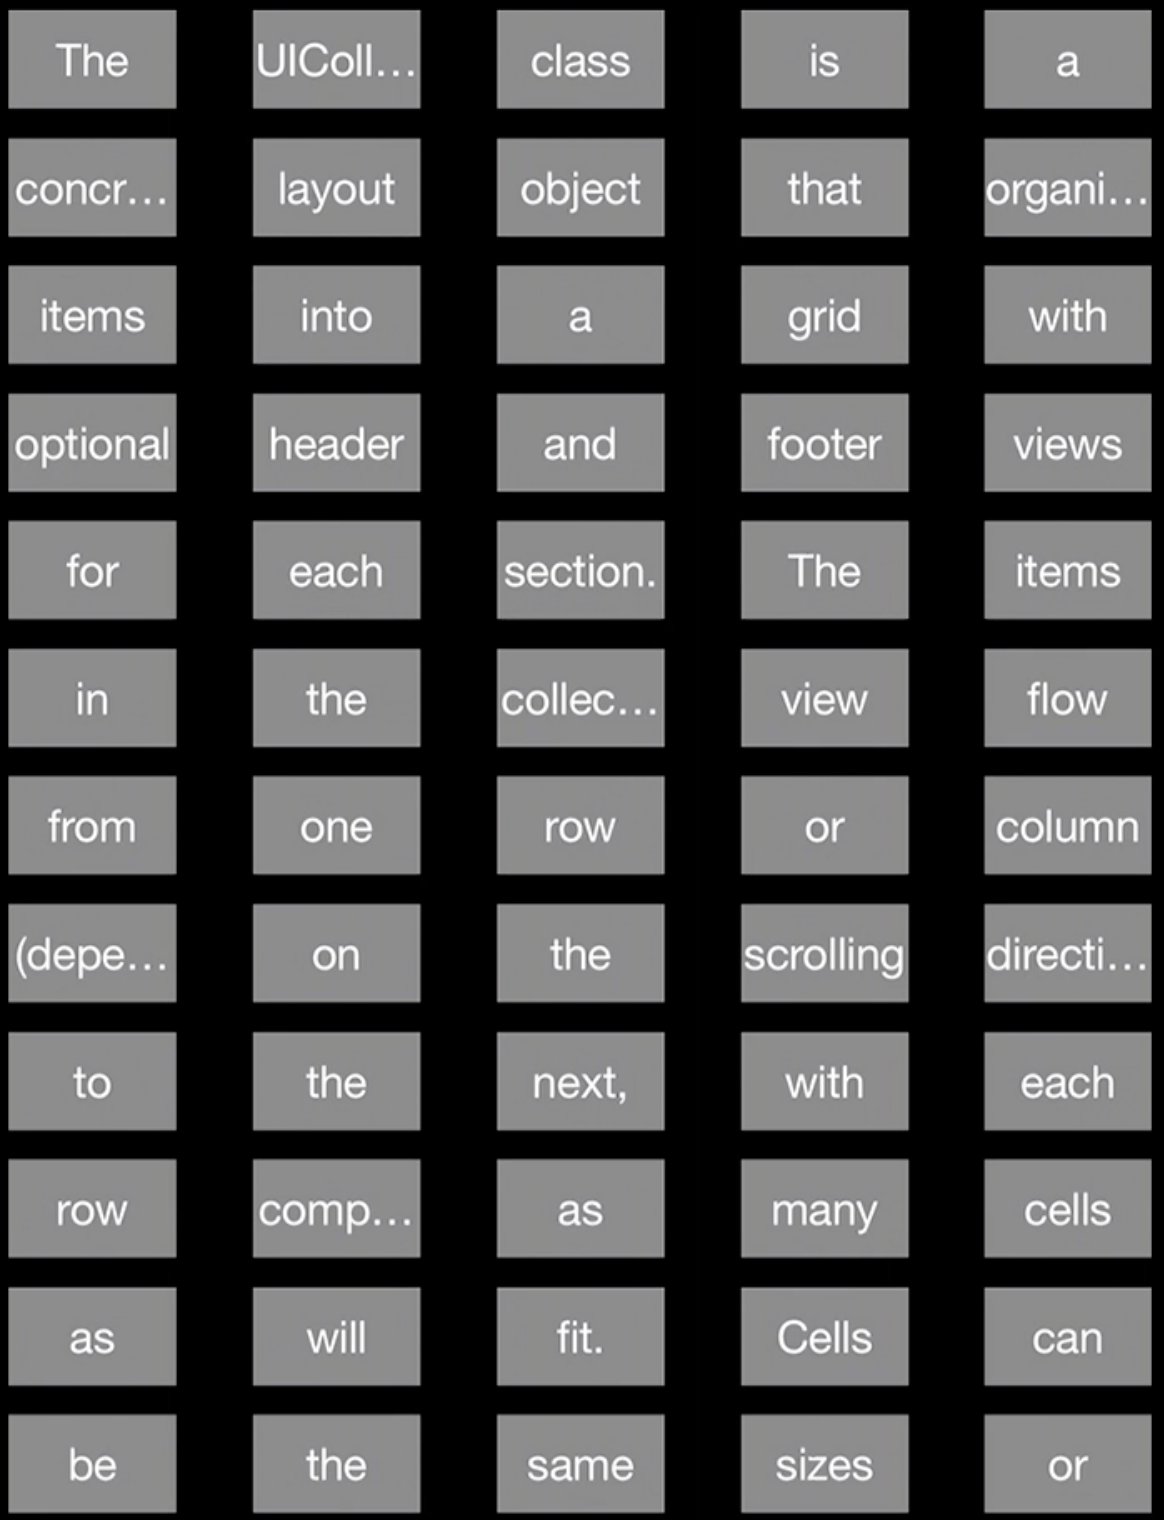 The UIColl… class is a
concr… layout object that organi…
items into a grid with
optional header and footer views
for each section. The items
in the collec… view flow
from one row or column
(depe… on the scrolling directi…
to the next, with each
row comp… as many cells
as will fit. Cells can
be the same sizes or